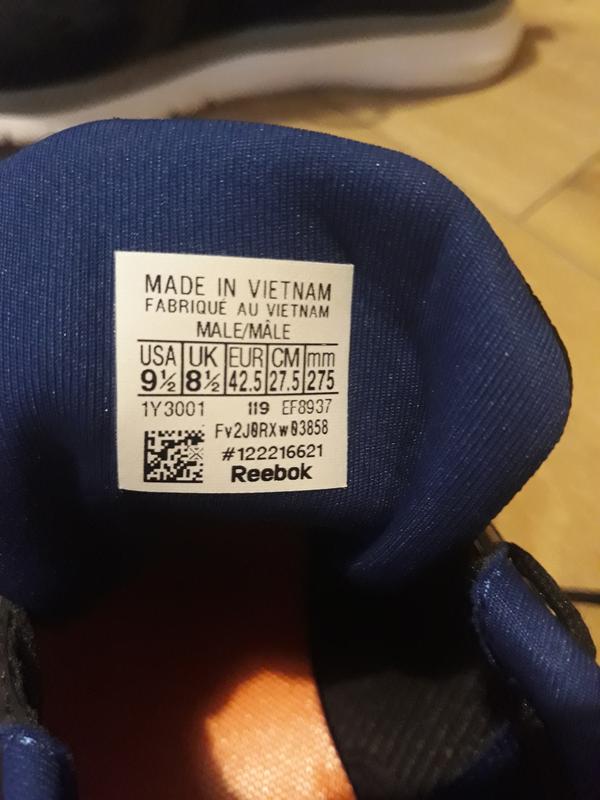 MADE IN VIETNAM
FABRIQUÉ AU VIETNAM
MALE/MÂLE
USA UK EUR CM mm
9½ 8½ 42.5 27.5 275
1Y3001 119 EF8937
Fv2J0RXw03858
#122216621
Reebok